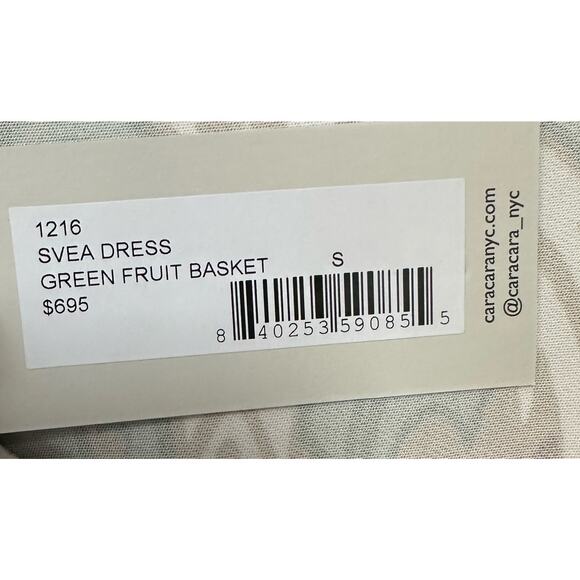 1216
SVEA DRESS
GREEN FRUIT BASKET S
$695
8 40253 59085 5
caracaranyc.com
@caracara_nyc